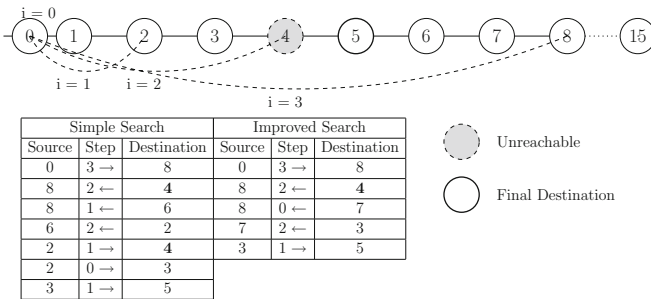 i = 0
0 1 2 3 4 5 6 7 8 15
i = 1 i = 2
i = 3
Simple Search Improved Search
Source Step Destination Source Step Destination
0 3 → 8 0 3 → 8
8 2 ← 4 8 2 ← 4
8 1 ← 6 8 0 ← 7
6 2 ← 2 7 2 ← 3
2 1 → 4 3 1 → 5
2 0 → 3
3 1 → 5
Unreachable
Final Destination